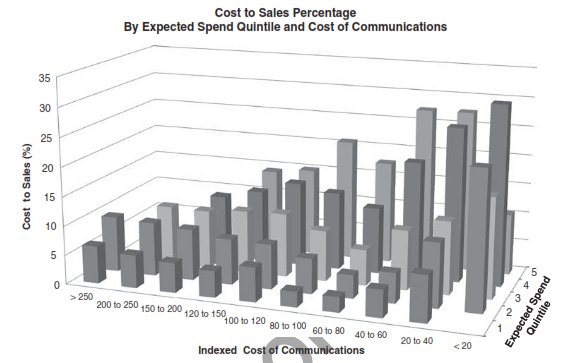 Cost to Sales Percentage
By Expected Spend Quintile and Cost of Communications
35
30
25
20
15
10
5
0
Cost to Sales (%)
> 250
200 to 250
150 to 200
120 to 150
100 to 120
80 to 100
60 to 80
40 to 60
20 to 40
< 20
1
2
3
4
5
Expected Spend
Quintile
Indexed Cost of Communications